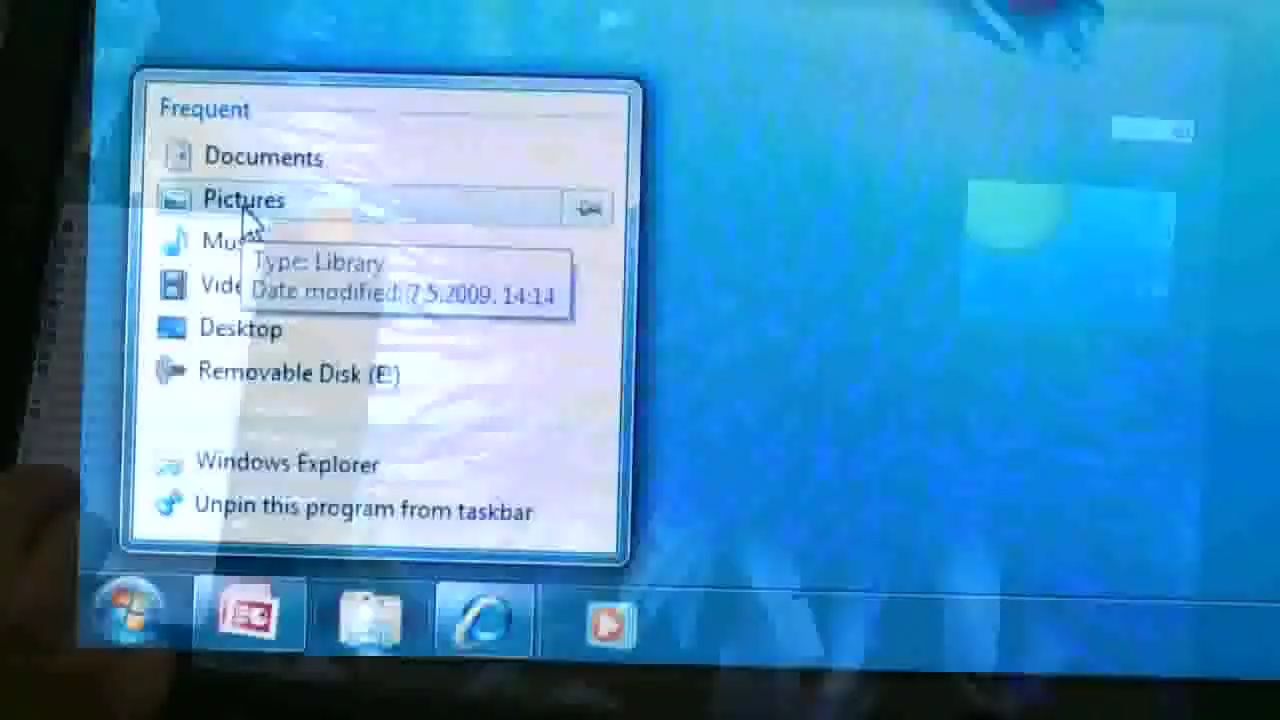 Frequent
Documents
Pictures
Type: Library
Date modified: 7.5.2009. 14:14
Desktop
Removable Disk (E:)
Windows Explorer
Unpin this program from taskbar